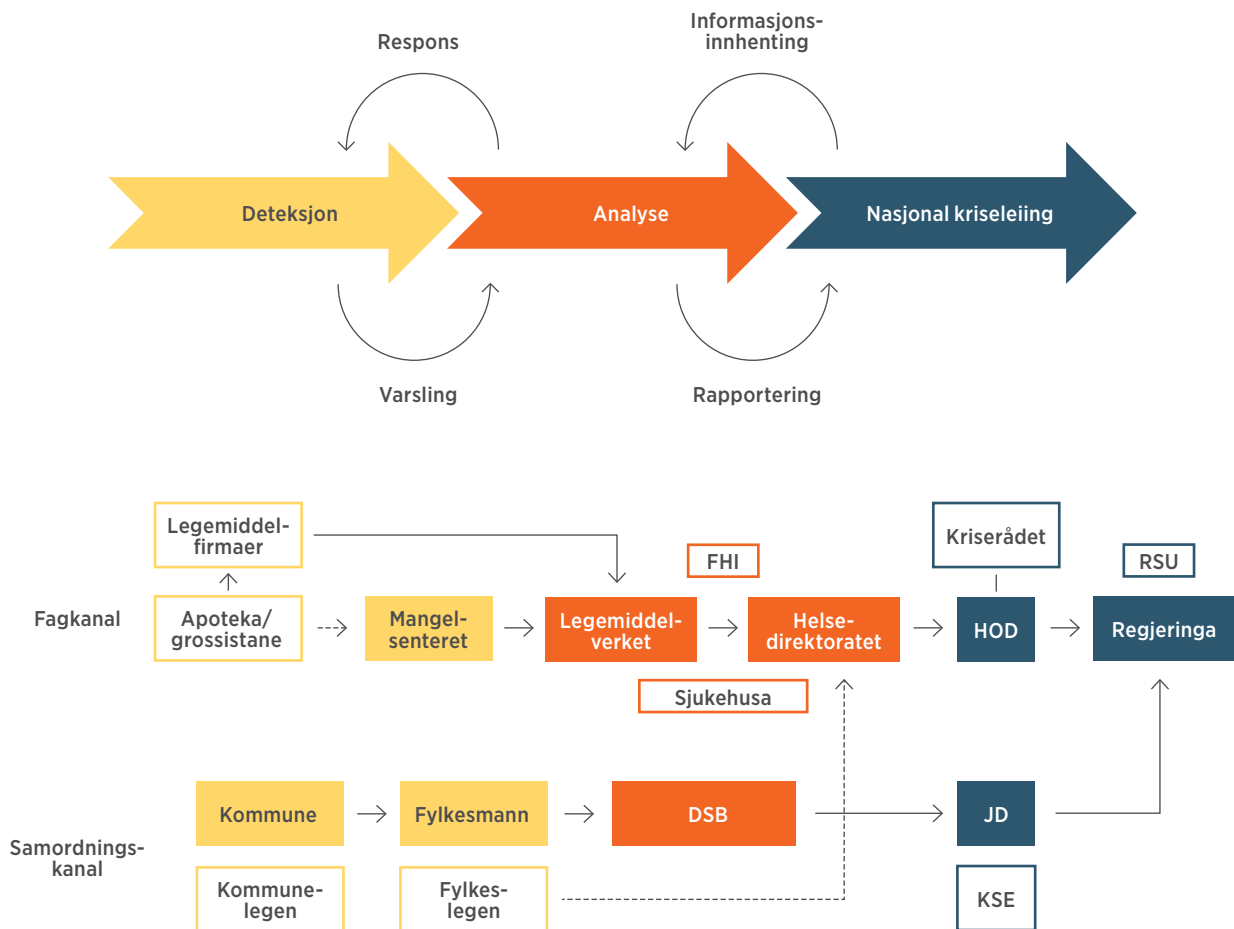 Respons
Informasjons-
innhenting
Deteksjon
Analyse
Nasjonal kriseleiing
Varsling
Rapportering
Legemiddel-
firmaer
FHI
Kriserådet
RSU
Fagkanal
Apoteka/
grossistane
Mangel-
senteret
Legemiddel-
verket
Helse-
direktoratet
HOD
Regjeringa
Sjukehusa
Kommune
Fylkesmann
DSB
JD
Samordnings-
kanal
Kommune-
legen
Fylkes-
legen
KSE